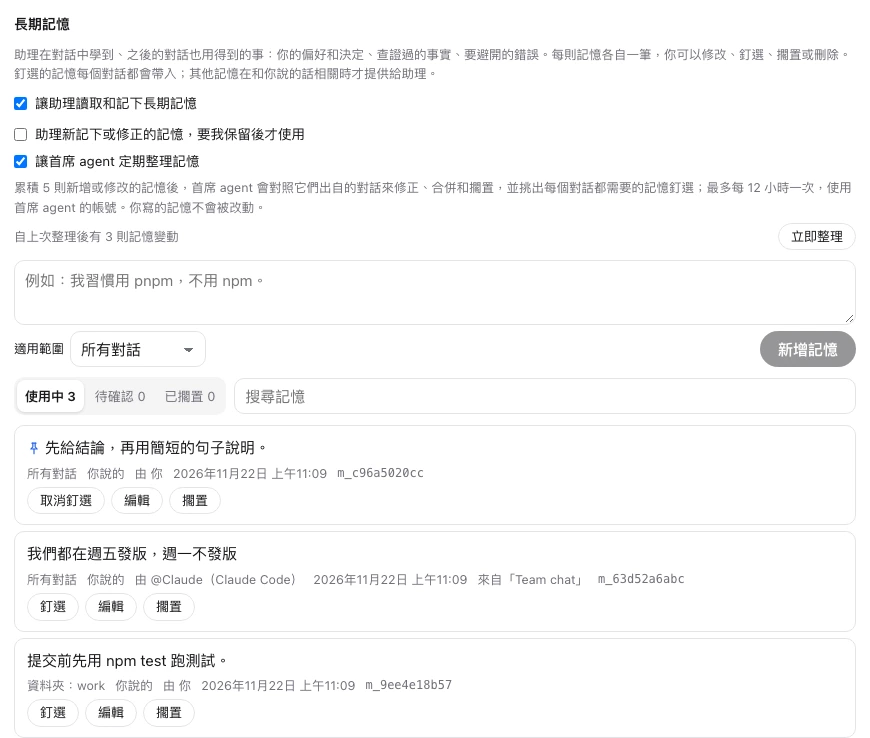 長期記憶
助理在對話中學到、之後的對話也用得到的事：你的偏好和決定、查證過的事實、要避開的錯誤。每則記憶各自一筆，你可以修改、釘選、擱置或刪除。
釘選的記憶每個對話都會帶入；其他記憶在和你說的話相關時才提供給助理。
讓助理讀取和記下長期記憶
助理新記下或修正的記憶，要我保留後才使用
讓首席 agent 定期整理記憶
累積 5 則新增或修改的記憶後，首席 agent 會對照它們出自的對話來修正、合併和擱置，並挑出每個對話都需要的記憶釘選；最多每 12 小時一次，使用
首席 agent 的帳號。你寫的記憶不會被改動。
自上次整理後有 3 則記憶變動
立即整理
例如：我習慣用 pnpm，不用 npm。
適用範圍 所有對話
新增記憶
使用中 3 待確認 0 已擱置 0
搜尋記憶
先給結論，再用簡短的句子說明。
所有對話 你說的 由 你 2026年11月22日 上午11:09 m_c96a5020cc
取消釘選 編輯 擱置
我們都在週五發版，週一不發版
所有對話 你說的 由 @Claude（Claude Code） 2026年11月22日 上午11:09 來自「Team chat」 m_63d52a6abc
釘選 編輯 擱置
提交前先用 npm test 跑測試。
資料夾：work 你說的 由 你 2026年11月22日 上午11:09 m_9ee4e18b57
釘選 編輯 擱置